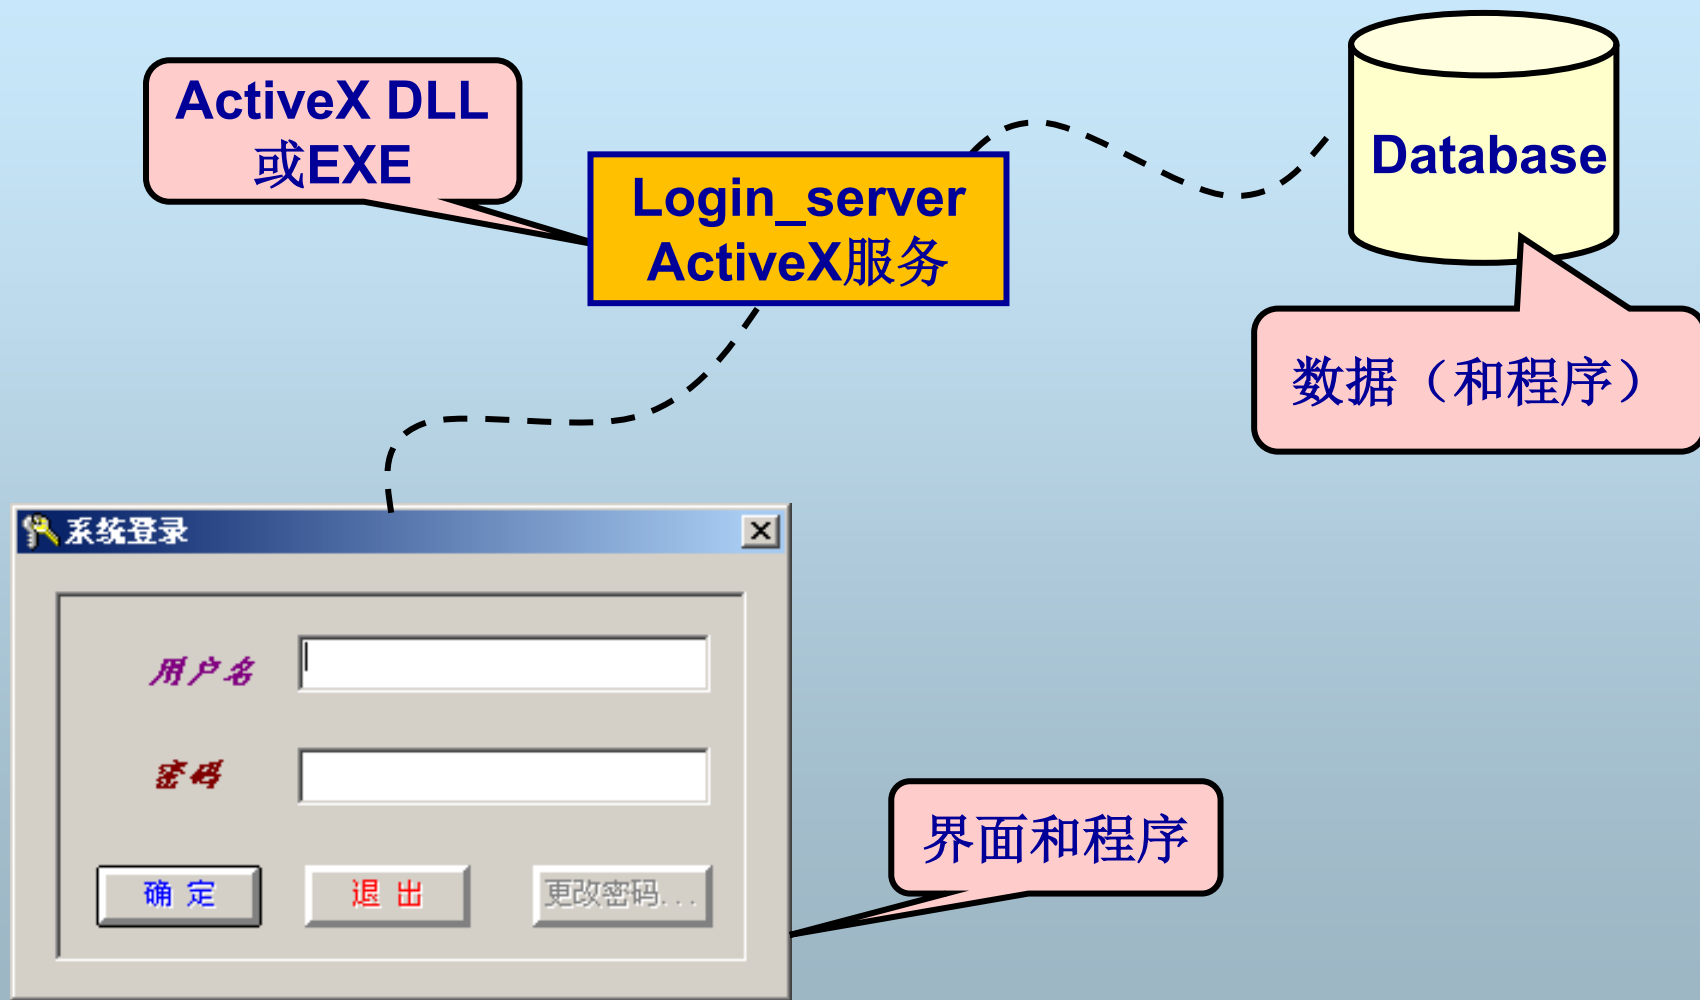 ActiveX DLL
或EXE
Login_server
ActiveX服务
Database
数据（和程序）
系统登录
用户名
密码
确 定
退 出
更改密码...
界面和程序